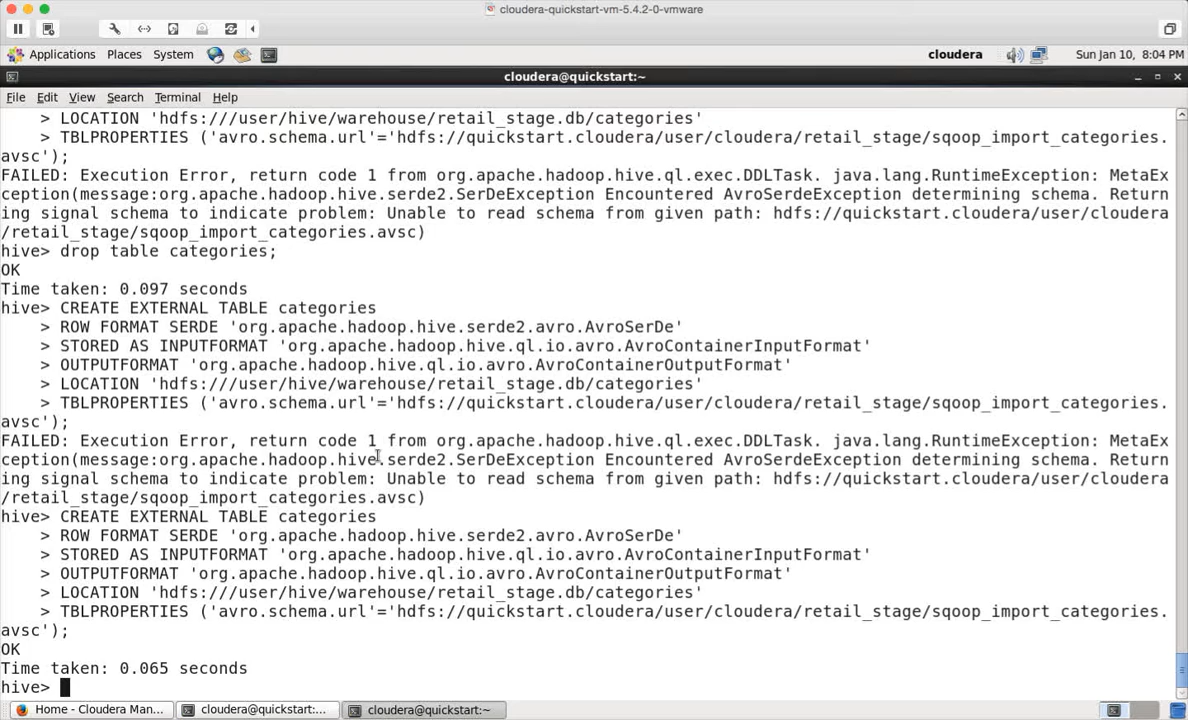 cloudera-quickstart-vm-5.4.2-0-vmware
Applications Places System cloudera Sun Jan 10, 8:04 PM
cloudera@quickstart:~
File Edit View Search Terminal Help
    > LOCATION 'hdfs:///user/hive/warehouse/retail_stage.db/categories'
    > TBLPROPERTIES ('avro.schema.url'='hdfs://quickstart.cloudera/user/cloudera/retail_stage/sqoop_import_categories.
avsc');
FAILED: Execution Error, return code 1 from org.apache.hadoop.hive.ql.exec.DDLTask. java.lang.RuntimeException: MetaEx
ception(message:org.apache.hadoop.hive.serde2.SerDeException Encountered AvroSerdeException determining schema. Return
ing signal schema to indicate problem: Unable to read schema from given path: hdfs://quickstart.cloudera/user/cloudera
/retail_stage/sqoop_import_categories.avsc)
hive> drop table categories;
OK
Time taken: 0.097 seconds
hive> CREATE EXTERNAL TABLE categories
    > ROW FORMAT SERDE 'org.apache.hadoop.hive.serde2.avro.AvroSerDe'
    > STORED AS INPUTFORMAT 'org.apache.hadoop.hive.ql.io.avro.AvroContainerInputFormat'
    > OUTPUTFORMAT 'org.apache.hadoop.hive.ql.io.avro.AvroContainerOutputFormat'
    > LOCATION 'hdfs:///user/hive/warehouse/retail_stage.db/categories'
    > TBLPROPERTIES ('avro.schema.url'='hdfs://quickstart.cloudera/user/cloudera/retail_stage/sqoop_import_categories.
avsc');
FAILED: Execution Error, return code 1 from org.apache.hadoop.hive.ql.exec.DDLTask. java.lang.RuntimeException: MetaEx
ception(message:org.apache.hadoop.hive.serde2.SerDeException Encountered AvroSerdeException determining schema. Return
ing signal schema to indicate problem: Unable to read schema from given path: hdfs://quickstart.cloudera/user/cloudera
/retail_stage/sqoop_import_categories.avsc)
hive> CREATE EXTERNAL TABLE categories
    > ROW FORMAT SERDE 'org.apache.hadoop.hive.serde2.avro.AvroSerDe'
    > STORED AS INPUTFORMAT 'org.apache.hadoop.hive.ql.io.avro.AvroContainerInputFormat'
    > OUTPUTFORMAT 'org.apache.hadoop.hive.ql.io.avro.AvroContainerOutputFormat'
    > LOCATION 'hdfs:///user/hive/warehouse/retail_stage.db/categories'
    > TBLPROPERTIES ('avro.schema.url'='hdfs://quickstart.cloudera/user/cloudera/retail_stage/sqoop_import_categories.
avsc');
OK
Time taken: 0.065 seconds
hive>
Home - Cloudera Man... cloudera@quickstart:... cloudera@quickstart:~